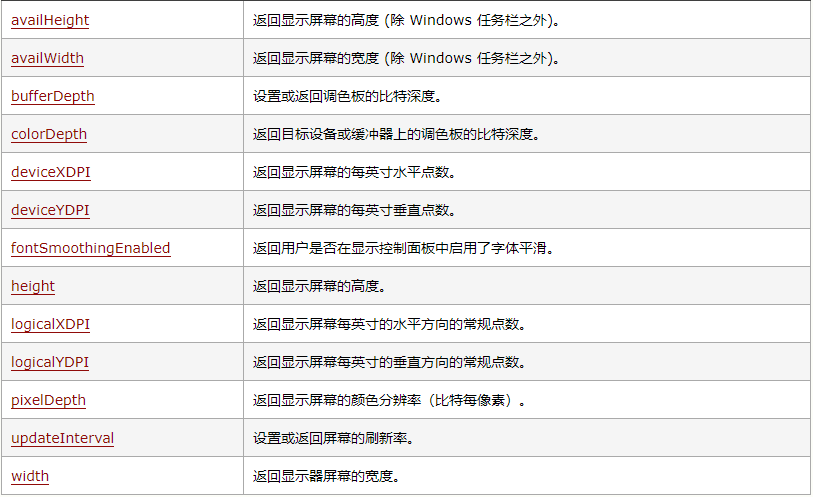 availHeight 返回显示屏幕的高度 (除 Windows 任务栏之外)。
availWidth 返回显示屏幕的宽度 (除 Windows 任务栏之外)。
bufferDepth 设置或返回调色板的比特深度。
colorDepth 返回目标设备或缓冲器上的调色板的比特深度。
deviceXDPI 返回显示屏幕的每英寸水平点数。
deviceYDPI 返回显示屏幕的每英寸垂直点数。
fontSmoothingEnabled 返回用户是否在显示控制面板中启用了字体平滑。
height 返回显示屏幕的高度。
logicalXDPI 返回显示屏幕每英寸的水平方向的常规点数。
logicalYDPI 返回显示屏幕每英寸的垂直方向的常规点数。
pixelDepth 返回显示屏幕的颜色分辨率（比特每像素）。
updateInterval 设置或返回屏幕的刷新率。
width 返回显示器屏幕的宽度。